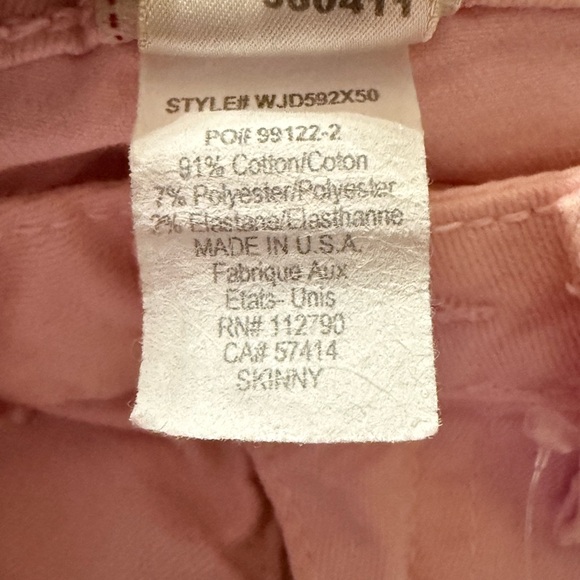 STYLE# WJD592X50
PO# 99122-2
91% Cotton/Coton
7% Polyester/Polyester
2% Elastane/Elasthanne
MADE IN U.S.A.
Fabrique Aux
Etats- Unis
RN# 112790
CA# 57414
SKINNY